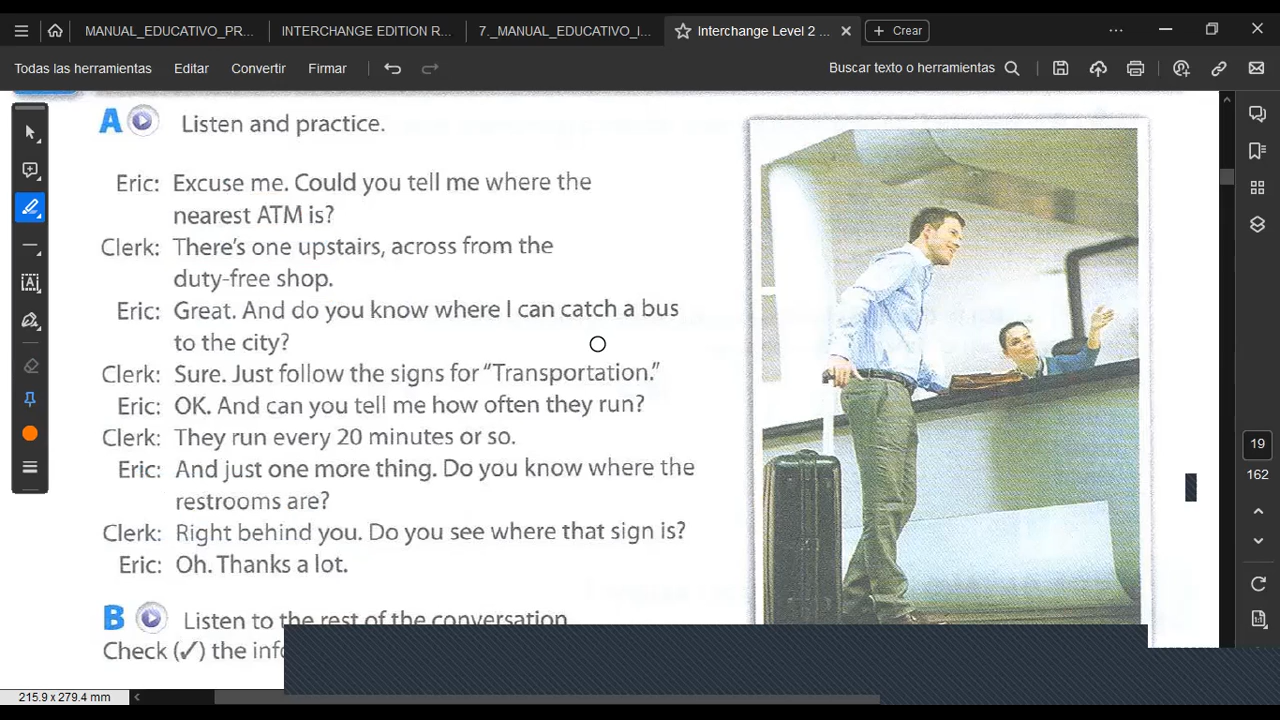 MANUAL_EDUCATIVO_PR... INTERCHANGE EDITION R... 7._MANUAL_EDUCATIVO_I... Interchange Level 2 ... Crear
Todas las herramientas Editar Convertir Firmar Buscar texto o herramientas
A Listen and practice.
Eric: Excuse me. Could you tell me where the
nearest ATM is?
Clerk: There's one upstairs, across from the
duty-free shop.
Eric: Great. And do you know where I can catch a bus
to the city?
Clerk: Sure. Just follow the signs for “Transportation.”
Eric: OK. And can you tell me how often they run?
Clerk: They run every 20 minutes or so.
Eric: And just one more thing. Do you know where the
restrooms are?
Clerk: Right behind you. Do you see where that sign is?
Eric: Oh. Thanks a lot.
B Listen to the rest of the conversation
Check (✓) the info
19
162
215.9 x 279.4 mm